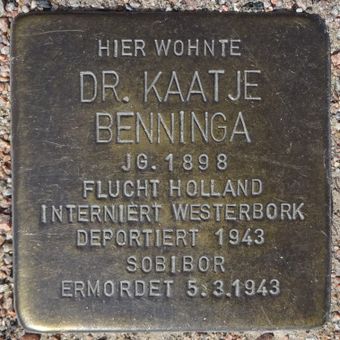 HIER WOHNTE
DR. KAATJE
BENNINGA
JG. 1898
FLUCHT HOLLAND
INTERNIERT WESTERBORK
DEPORTIERT 1943
SOBIBOR
ERMORDET 5.3.1943